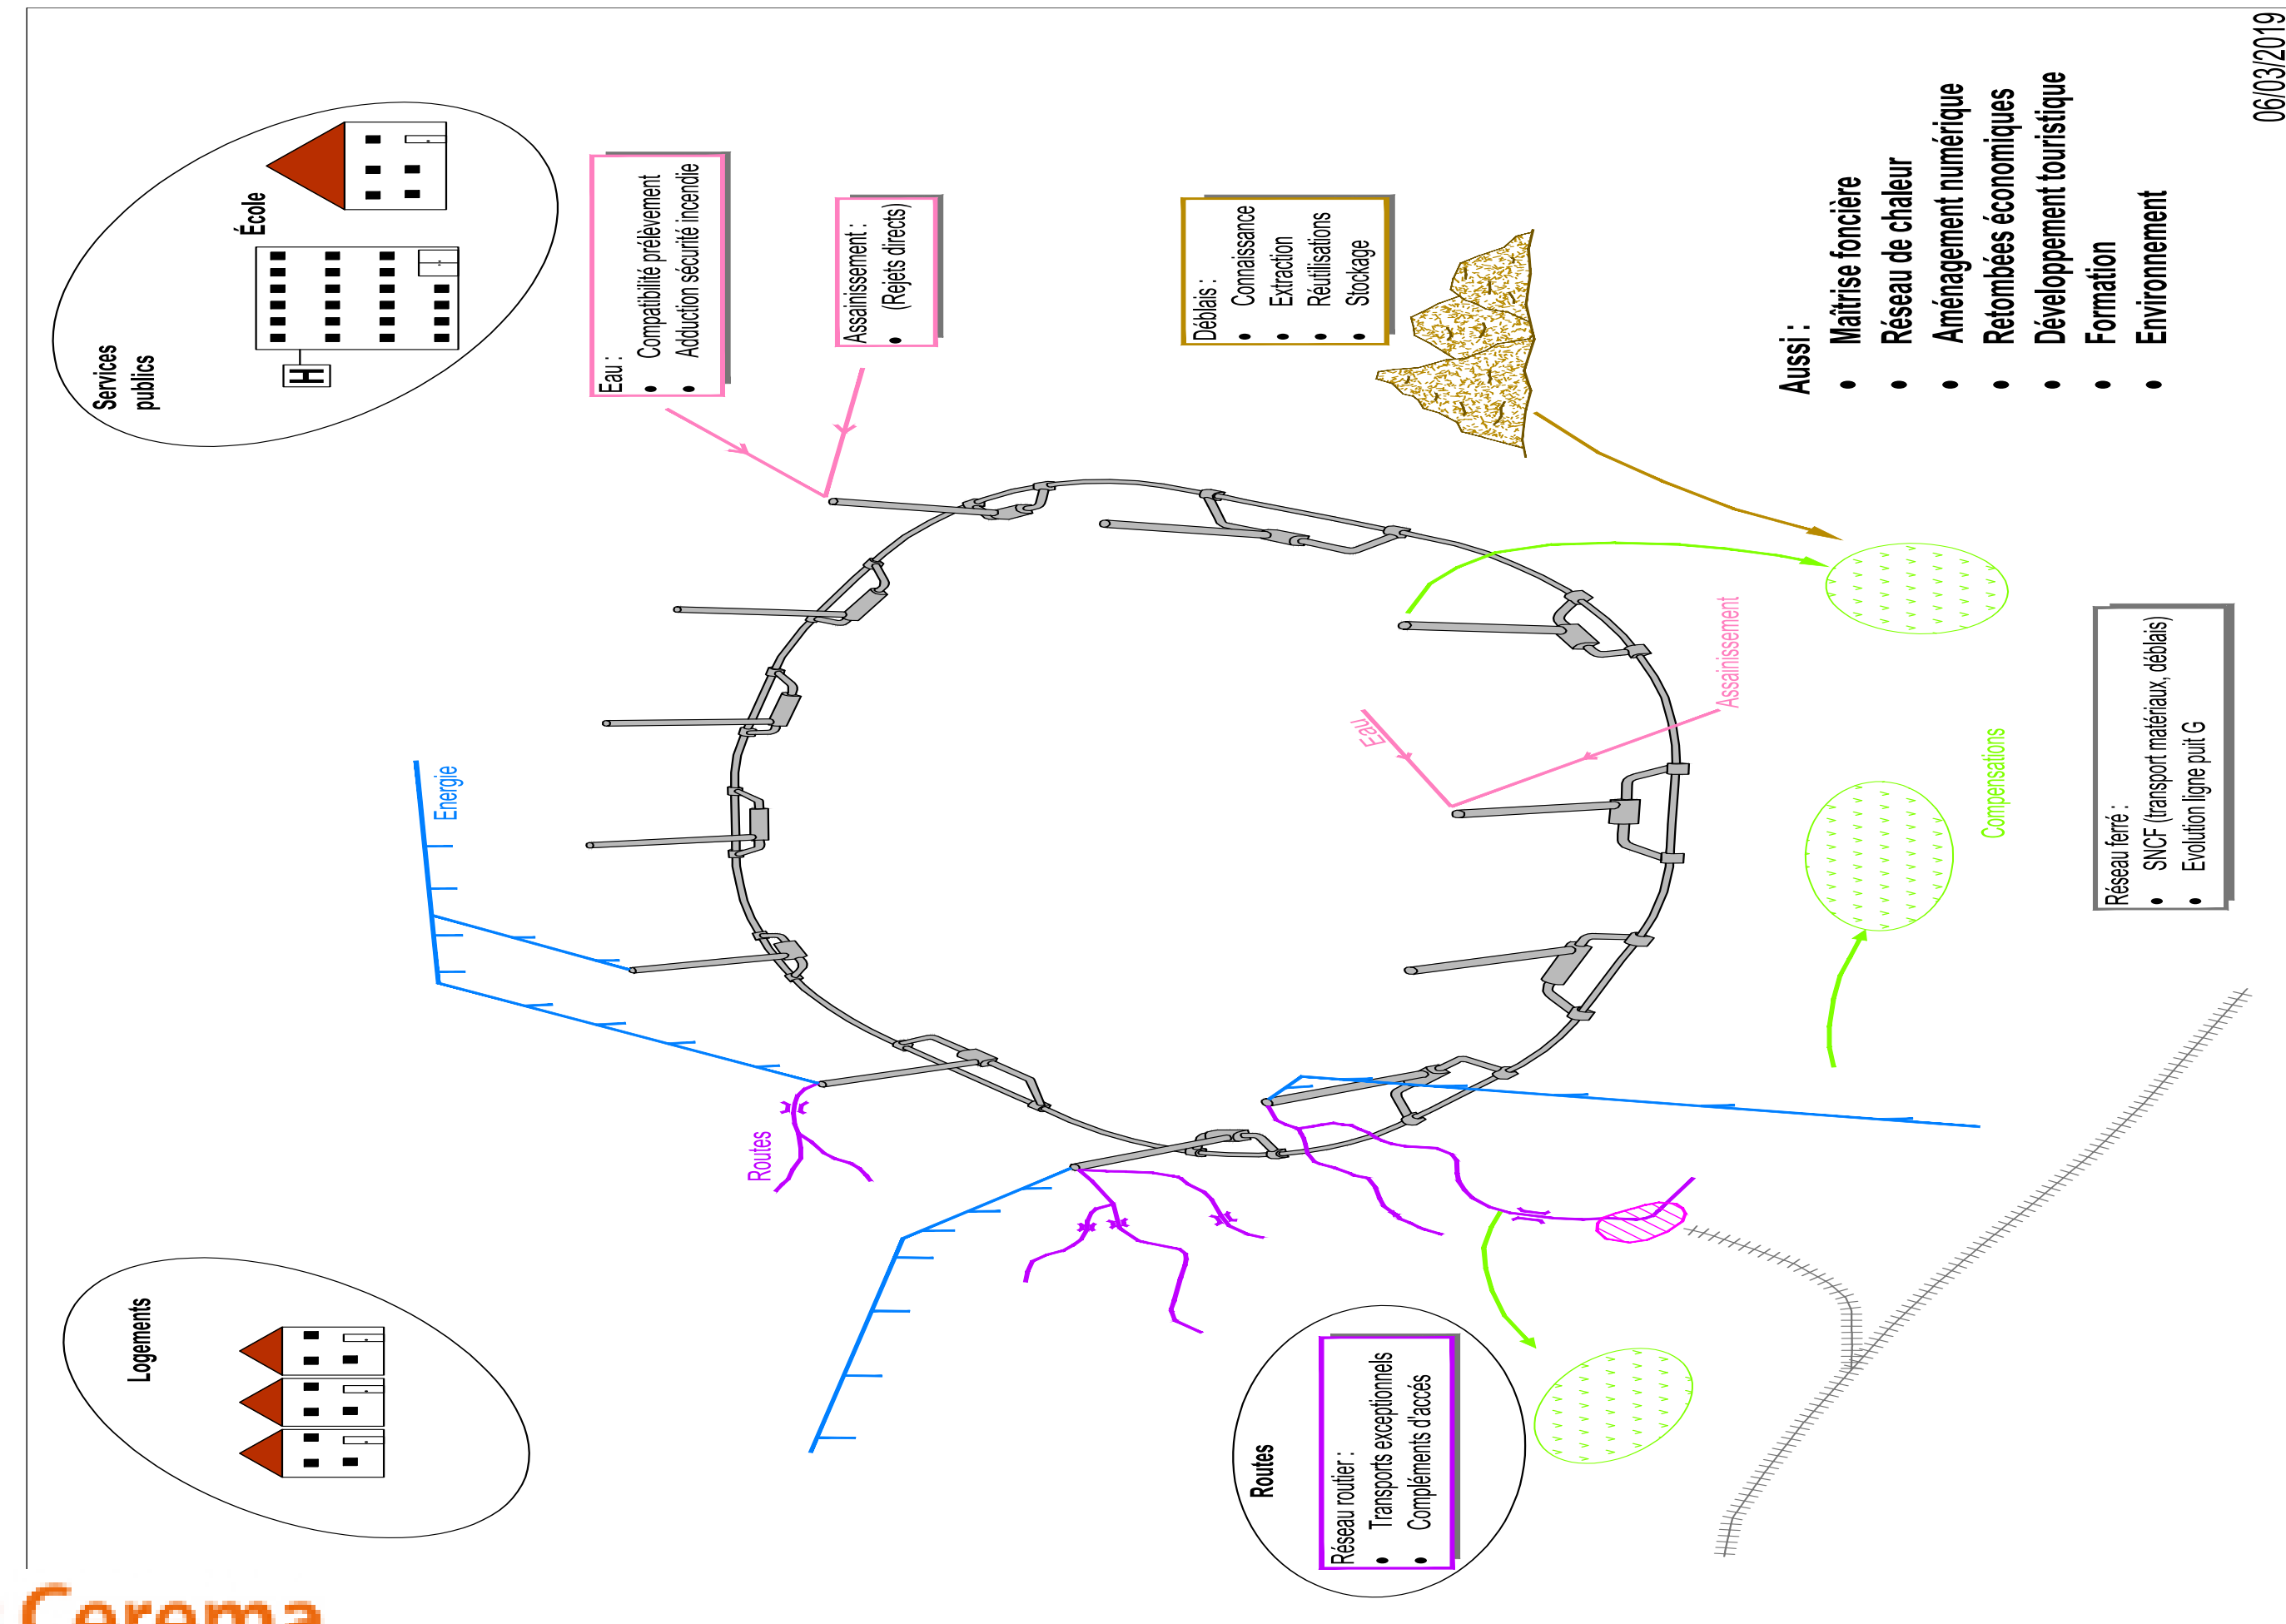 Logements
Services
publics
École
H
Energie
Eau :
• Compatibilité prélèvement
• Adduction sécurité incendie
Routes
Assainissement :
• (Rejets directs)
Routes
Réseau routier :
• Transports exceptionnels
• Compléments d'accés
Déblais :
• Connaissance
• Extraction
• Réutilisations
• Stockage
Eau
Assainissement
Aussi :
• Maîtrise foncière
• Réseau de chaleur
• Aménagement numérique
• Retombées économiques
• Développement touristique
• Formation
• Environnement
Compensations
Réseau ferré :
• SNCF (transport matériaux, déblais)
• Evolution ligne puit G
06/03/2019
Cerema